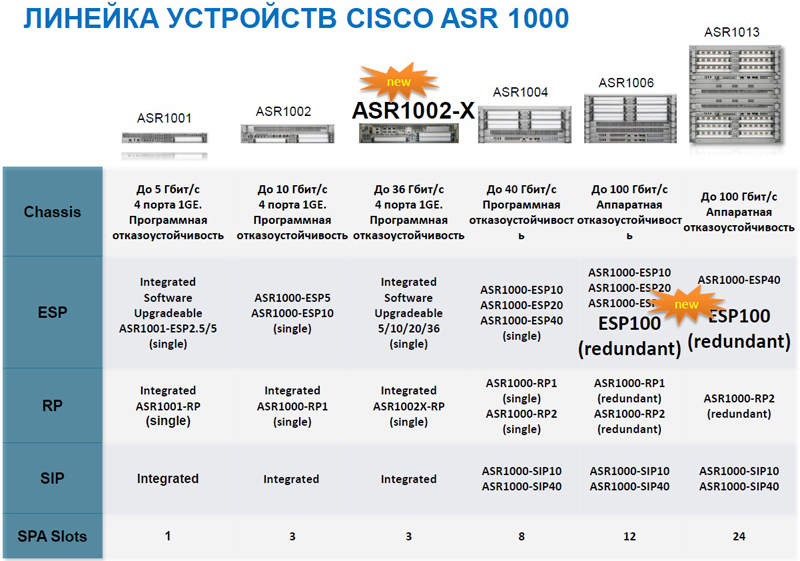 ЛИНЕЙКА УСТРОЙСТВ CISCO ASR 1000
ASR1001
ASR1002
new
ASR1002-X
ASR1004
ASR1006
ASR1013
Chassis
До 5 Гбит/с
4 порта 1GE.
Программная
отказоустойчивость
До 10 Гбит/с
4 порта 1GE.
Программная
отказоустойчивость
До 36 Гбит/с
4 порта 1GE.
Программная
отказоустойчивость
До 40 Гбит/с
Программная
отказоустойчивост
ь
До 100 Гбит/с
Аппаратная
отказоустойчивост
ь
До 100 Гбит/с
Аппаратная
отказоустойчивость
ESP
Integrated
Software
Upgradeable
ASR1001-ESP2.5/5
(single)
ASR1000-ESP5
ASR1000-ESP10
(single)
Integrated
Software
Upgradeable
5/10/20/36
(single)
ASR1000-ESP10
ASR1000-ESP20
ASR1000-ESP40
(single)
ASR1000-ESP10
ASR1000-ESP20
new
ESP100
(redundant)
ASR1000-ESP40
ESP100
(redundant)
RP
Integrated
ASR1001-RP
(single)
Integrated
ASR1000-RP1
(single)
Integrated
ASR1002X-RP
(single)
ASR1000-RP1
(single)
ASR1000-RP2
(single)
ASR1000-RP1
(redundant)
ASR1000-RP2
(redundant)
ASR1000-RP2
(redundant)
SIP
Integrated
Integrated
Integrated
ASR1000-SIP10
ASR1000-SIP40
ASR1000-SIP10
ASR1000-SIP40
ASR1000-SIP10
ASR1000-SIP40
SPA Slots
1
3
3
8
12
24